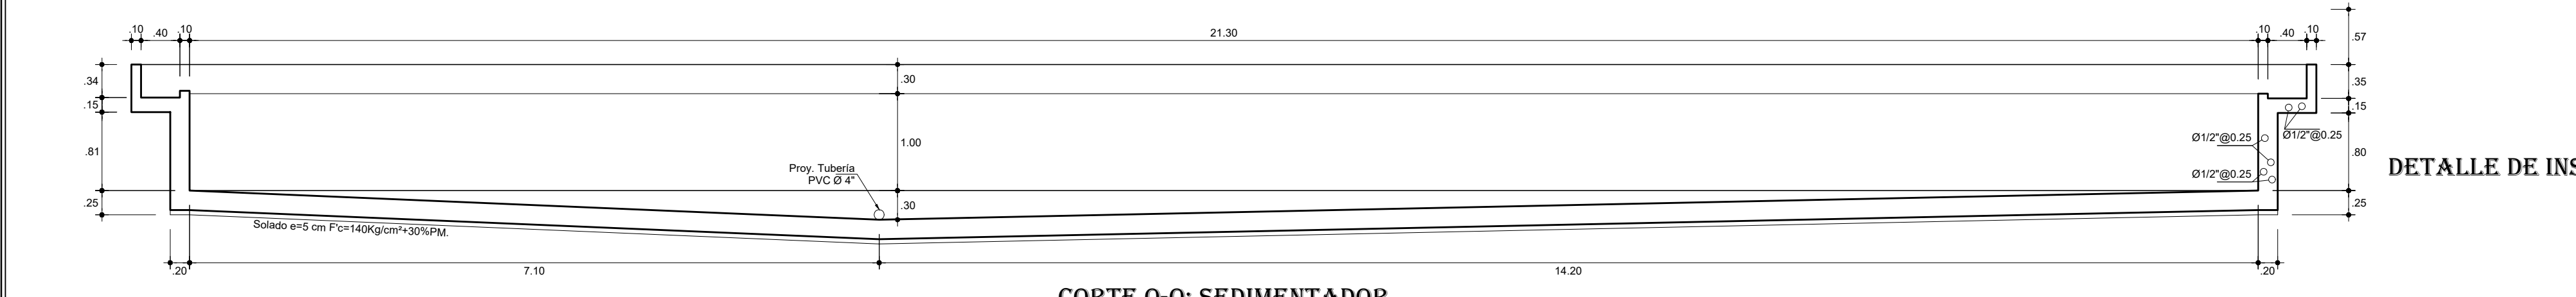 .10
.40
.10
21.30
.10
.40
.10
.57
.34
.30
.35
.15
.15
.81
1.00
Ø1/2"@0.25
Ø1/2"@0.25
.80
Proy. Tubería
PVC Ø 4"
Ø1/2"@0.25
DETALLE DE INS
.25
.30
.25
Solado e=5 cm F'c=140Kg/cm²+30%PM.
.20
7.10
14.20
.20
CORTE O-O: SEDIMENTADOR